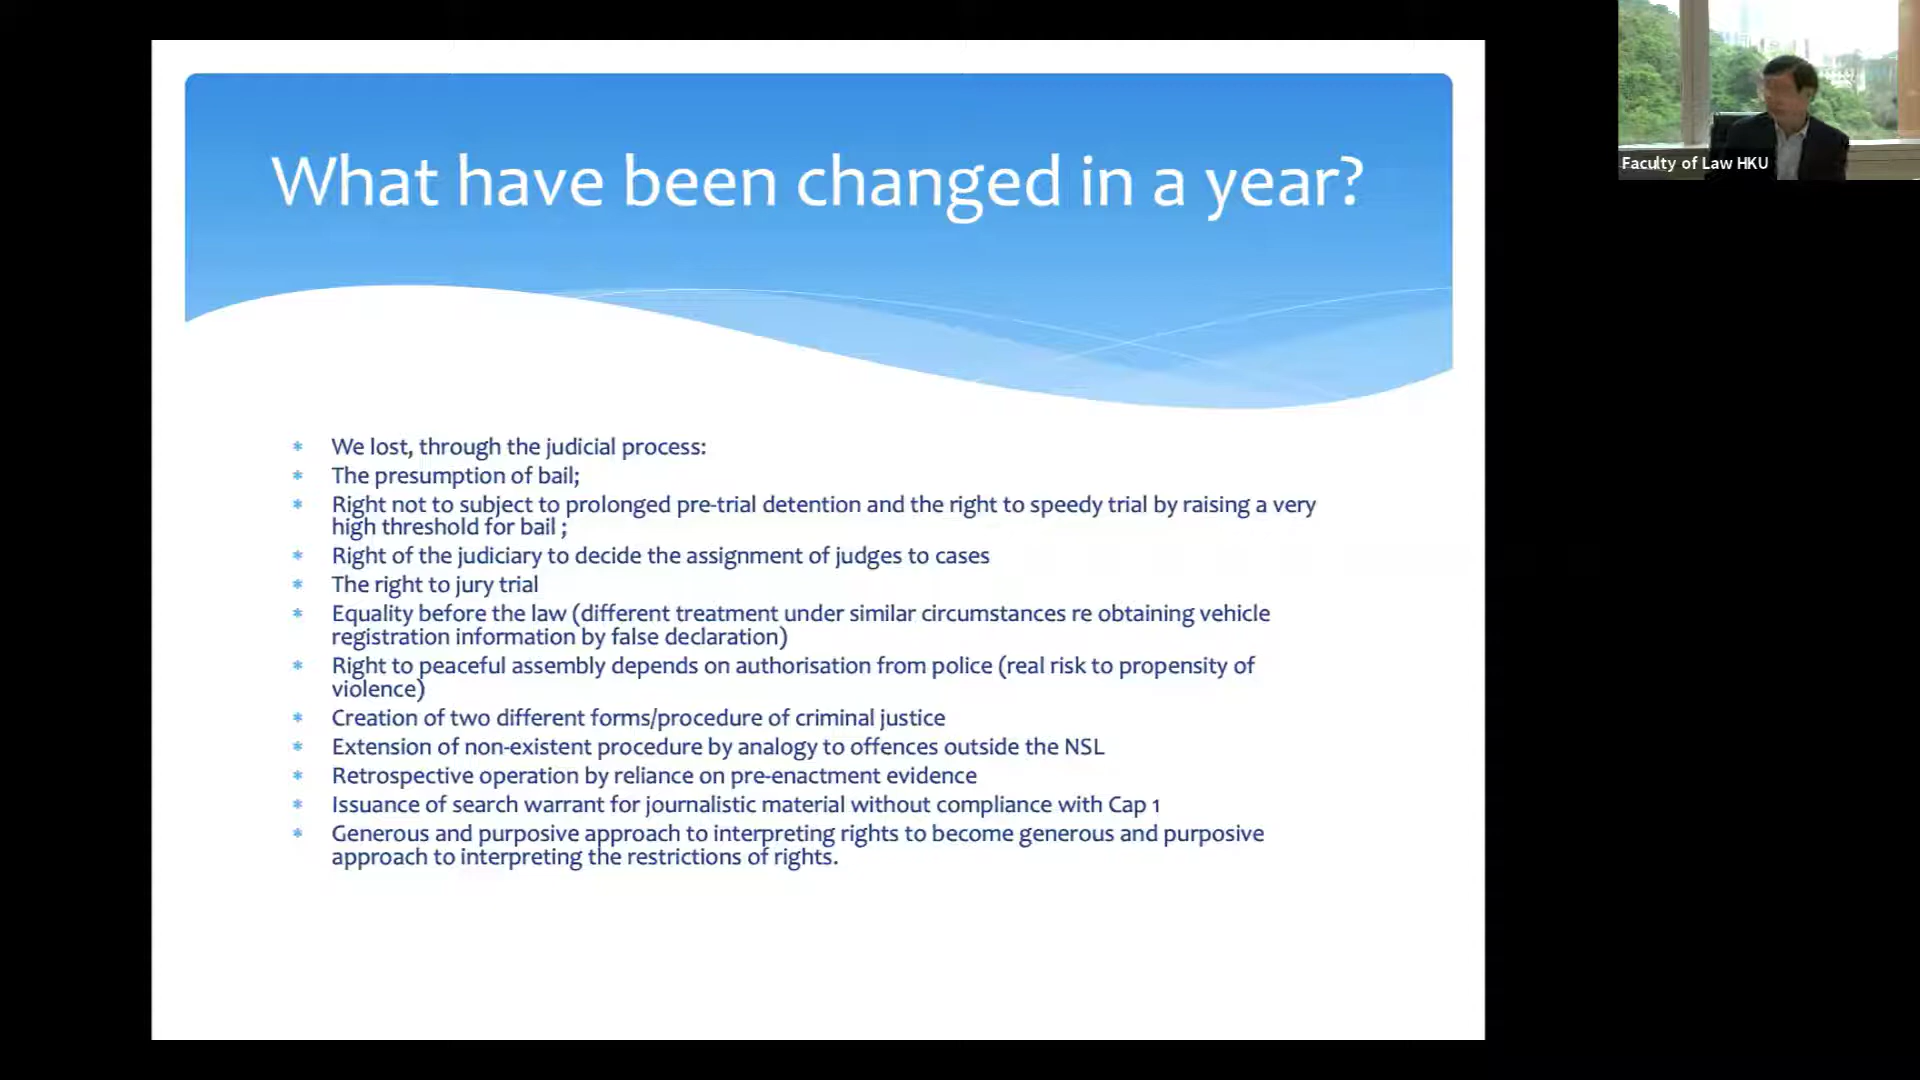 What have been changed in a year?
Faculty of Law HKU
* We lost, through the judicial process:
* The presumption of bail;
* Right not to subject to prolonged pre-trial detention and the right to speedy trial by raising a very
high threshold for bail ;
* Right of the judiciary to decide the assignment of judges to cases
* The right to jury trial
* Equality before the law (different treatment under similar circumstances re obtaining vehicle
registration information by false declaration)
* Right to peaceful assembly depends on authorisation from police (real risk to propensity of
violence)
* Creation of two different forms/procedure of criminal justice
* Extension of non-existent procedure by analogy to offences outside the NSL
* Retrospective operation by reliance on pre-enactment evidence
* Issuance of search warrant for journalistic material without compliance with Cap 1
* Generous and purposive approach to interpreting rights to become generous and purposive
approach to interpreting the restrictions of rights.